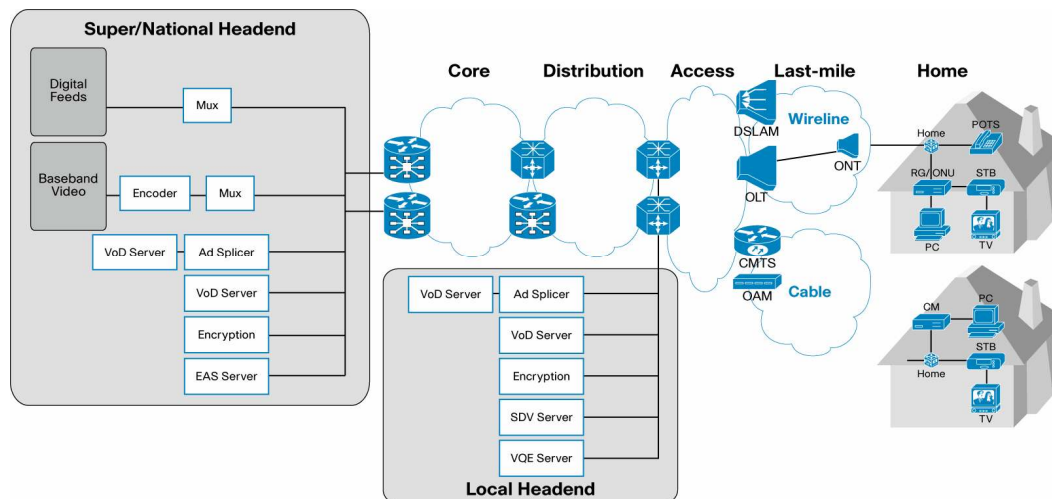 Super/National Headend
Digital
Feeds
Mux
Baseband
Video
Encoder
Mux
VoD Server
Ad Splicer
VoD Server
Encryption
EAS Server
Core
Distribution
Access
Last-mile
Home
DSLAM
Wireline
OLT
ONT
CMTS
OAM
Cable
Home
POTS
RG/ONU
STB
PC
TV
CM
PC
STB
Home
TV
VoD Server
Ad Splicer
VoD Server
Encryption
SDV Server
VQE Server
Local Headend